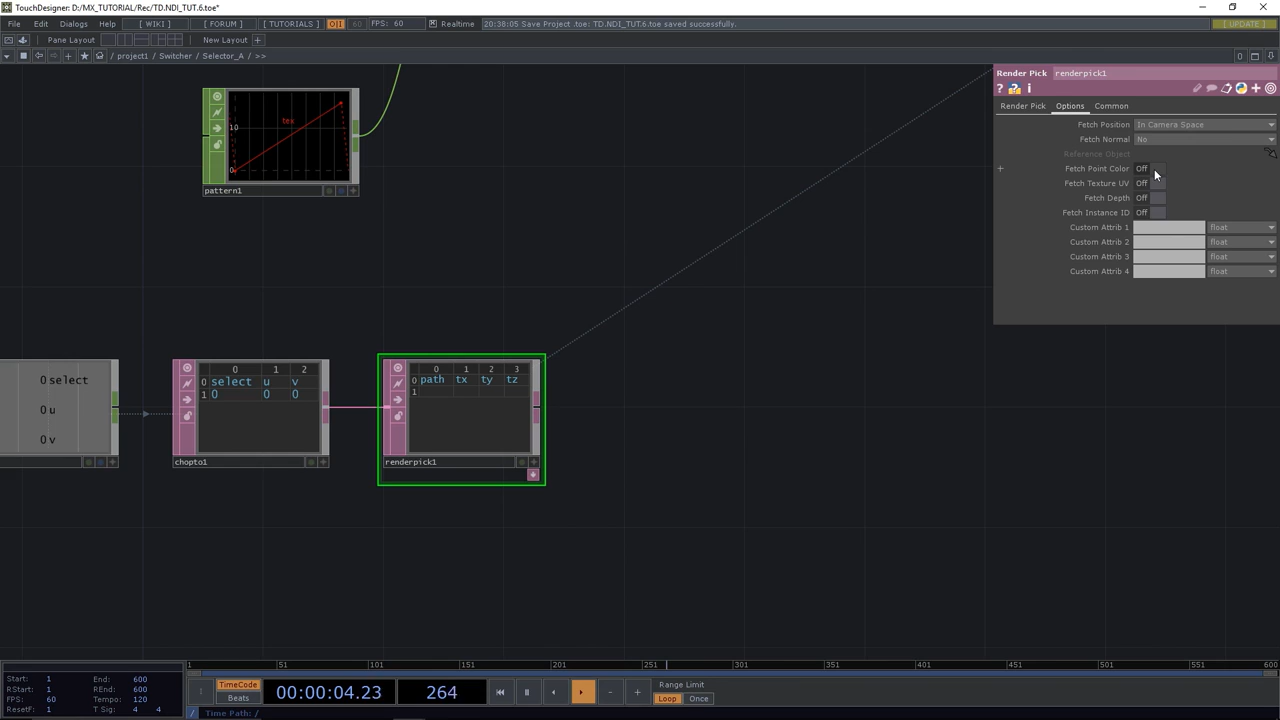 TouchDesigner: D:/MX_TUTORIAL/Rec/TD.NDI_TUT.6.toe*
File Edit Dialogs Help [ WIKI ] [ FORUM ] [ TUTORIALS ] O|I 60 FPS: 60 Realtime 20:38:05 Save Project .toe: TD.NDI_TUT.6.toe saved successfully. [ UPDATE ]
Pane Layout New Layout +
/ project1 / Switcher / Selector_A / >> 0
Render Pick renderpick1
? i
Render Pick Options Common
Fetch Position In Camera Space
Fetch Normal No
Reference Object
+ Fetch Point Color Off
Fetch Texture UV Off
Fetch Depth Off
Fetch Instance ID Off
Custom Attrib 1 float
Custom Attrib 2 float
Custom Attrib 3 float
Custom Attrib 4 float
tex
10
0
pattern1
0 select
0 u
0 v
0 1 2
0 select u v
1 0 0 0
chopto1
0 1 2 3
0 path tx ty tz
1
renderpick1
1 51 101 151 201 251 301 351 401 451 501 551 600
Start: 1 End: 600
RStart: 1 REnd: 600
FPS: 60 Tempo: 120
ResetF: 1 T Sig: 4 4
TimeCode
Beats
00:00:04.23 264
- +
Range Limit
Loop Once
/ Time Path: /